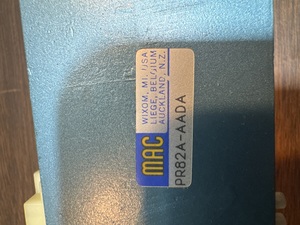 MAC
WIXOM, MI, USA
LIEGE, BELGIUM
AUCKLAND, N.Z.
PR82A-AADA